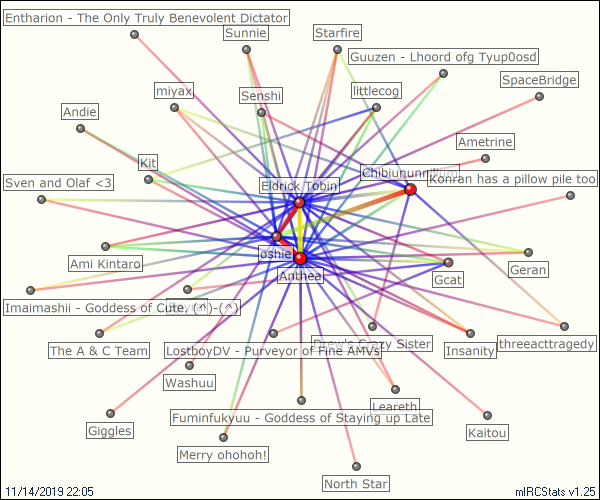 Entharion - The Only Truly Benevolent Dictator
Sunnie
Starfire
Guuzen - Lhoord ofg Tyup0osd
SpaceBridge
miyax
Senshi
littlecog
Andie
Ametrine
Kit
Eldrick Tobin
Konran has a pillow pile too
Sven and Olaf <3
Ami Kintaro
oshie
Anthea
Gcat
Geran
Imaimashii - Goddess of Cute, (^)-(^)
The A & C Team
LostboyDV - Purveyor of Fine AMVs
Drew's Crazy Sister
Insanity
threeacttragedy
Washuu
Leareth
Giggles
Fuminfukyuu - Goddess of Staying up Late
Kaitou
Merry ohohoh!
North Star
11/14/2019 22:05
mIRCStats v1.25